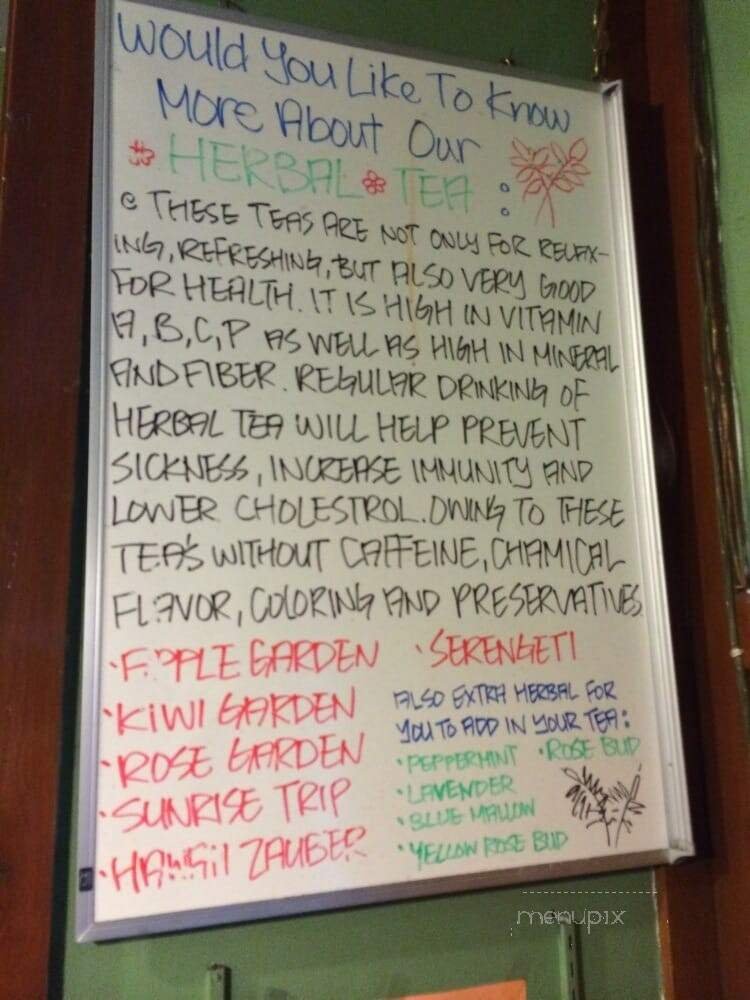 Would You Like To Know
More About Our
HERBAL TEA :
THESE TEAS ARE NOT ONLY FOR RELAX-
ING, REFRESHING, BUT ALSO VERY GOOD
FOR HEALTH. IT IS HIGH IN VITAMIN
A, B, C, P AS WELL AS HIGH IN MINERAL
AND FIBER. REGULAR DRINKING OF
HERBAL TEA WILL HELP PREVENT
SICKNESS, INCREASE IMMUNITY AND
LOWER CHOLESTROL. OWING TO THESE
TEA'S WITHOUT CAFFEINE, CHAMICAL
FLAVOR, COLORING AND PRESERVATIVES.
·APPLE GARDEN
·SERENGETI
·KIWI GARDEN
·ROSE GARDEN
·SUNRISE TRIP
·HAWAII ZAUBER
ALSO EXTRA HERBAL FOR
YOU TO ADD IN YOUR TEA:
·PEPPERMINT ·ROSE BUD
·LAVENDER
·BLUE MALLOW
·YELLOW ROSE BUD
menupix